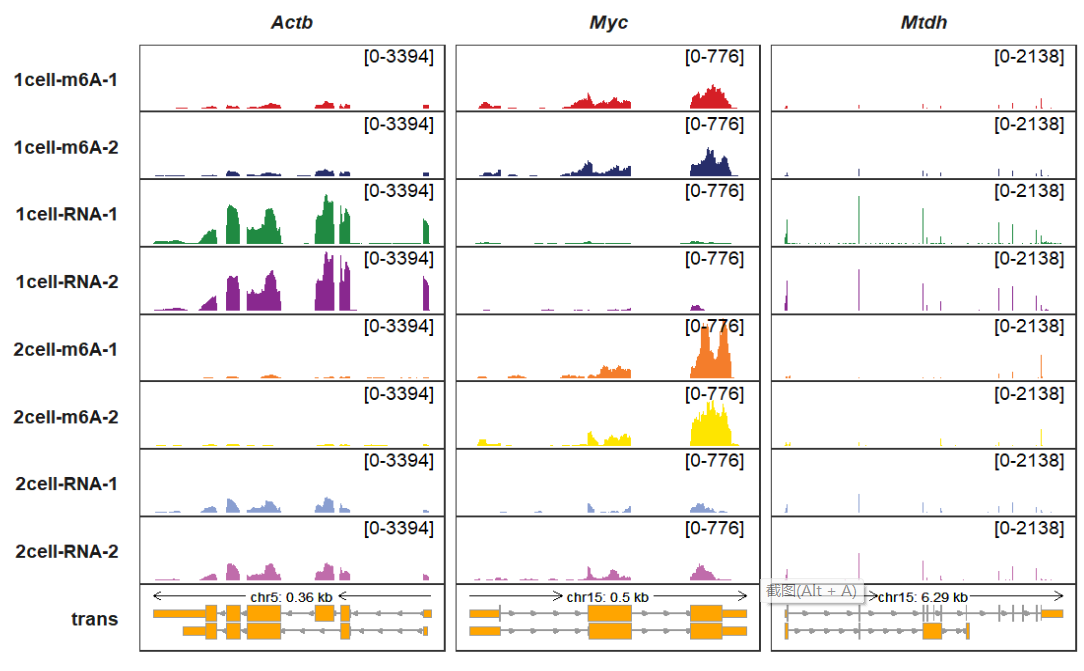 Actb Myc Mtdh
1cell-m6A-1 [0-3394] [0-776] [0-2138]
1cell-m6A-2 [0-3394] [0-776] [0-2138]
1cell-RNA-1 [0-3394] [0-776] [0-2138]
1cell-RNA-2 [0-3394] [0-776] [0-2138]
2cell-m6A-1 [0-3394] [0-776] [0-2138]
2cell-m6A-2 [0-3394] [0-776] [0-2138]
2cell-RNA-1 [0-3394] [0-776] [0-2138]
2cell-RNA-2 [0-3394] [0-776] [0-2138]
trans chr5: 0.36 kb chr15: 0.5 kb 截图(Alt + A) chr15: 6.29 kb